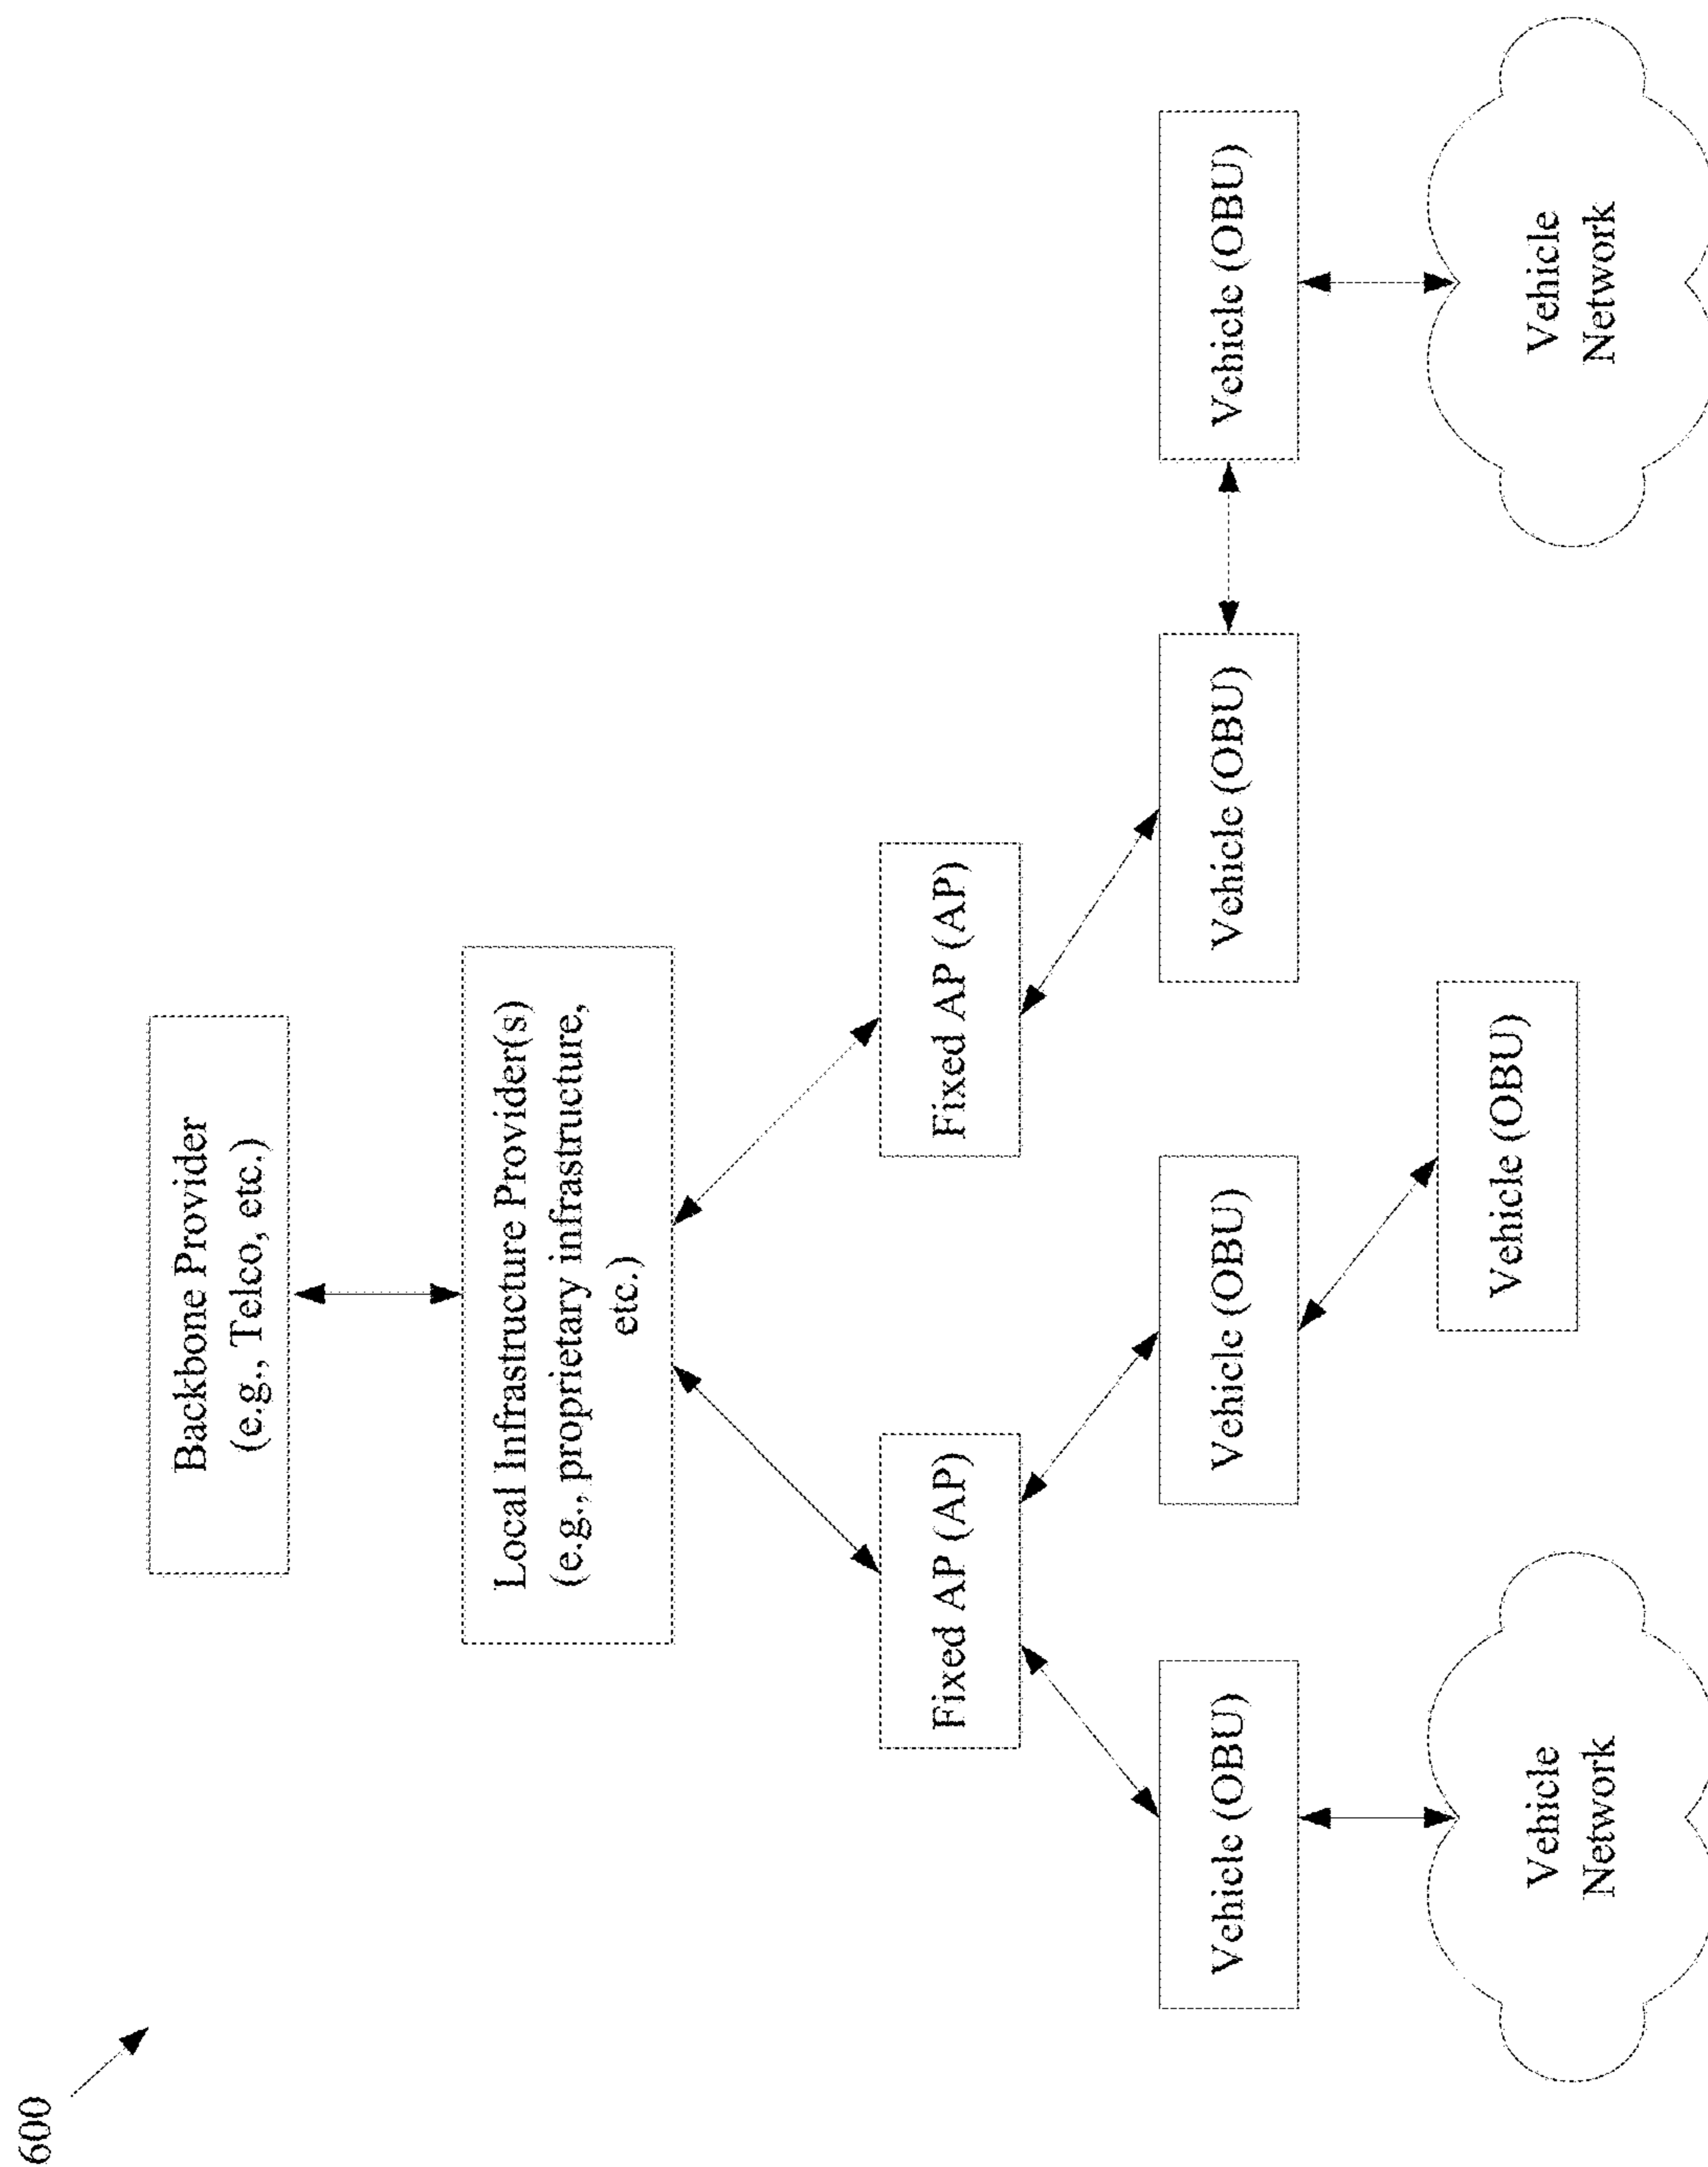 600
Backbone Provider
(e.g., Telco, etc.)
Local Infrastructure Provider(s)
(e.g., proprietary infrastructure,
etc.)
Fixed AP (AP)
Fixed AP (AP)
Vehicle (OBU)
Vehicle (OBU)
Vehicle (OBU)
Vehicle (OBU)
Vehicle
Network
Vehicle (OBU)
Vehicle
Network